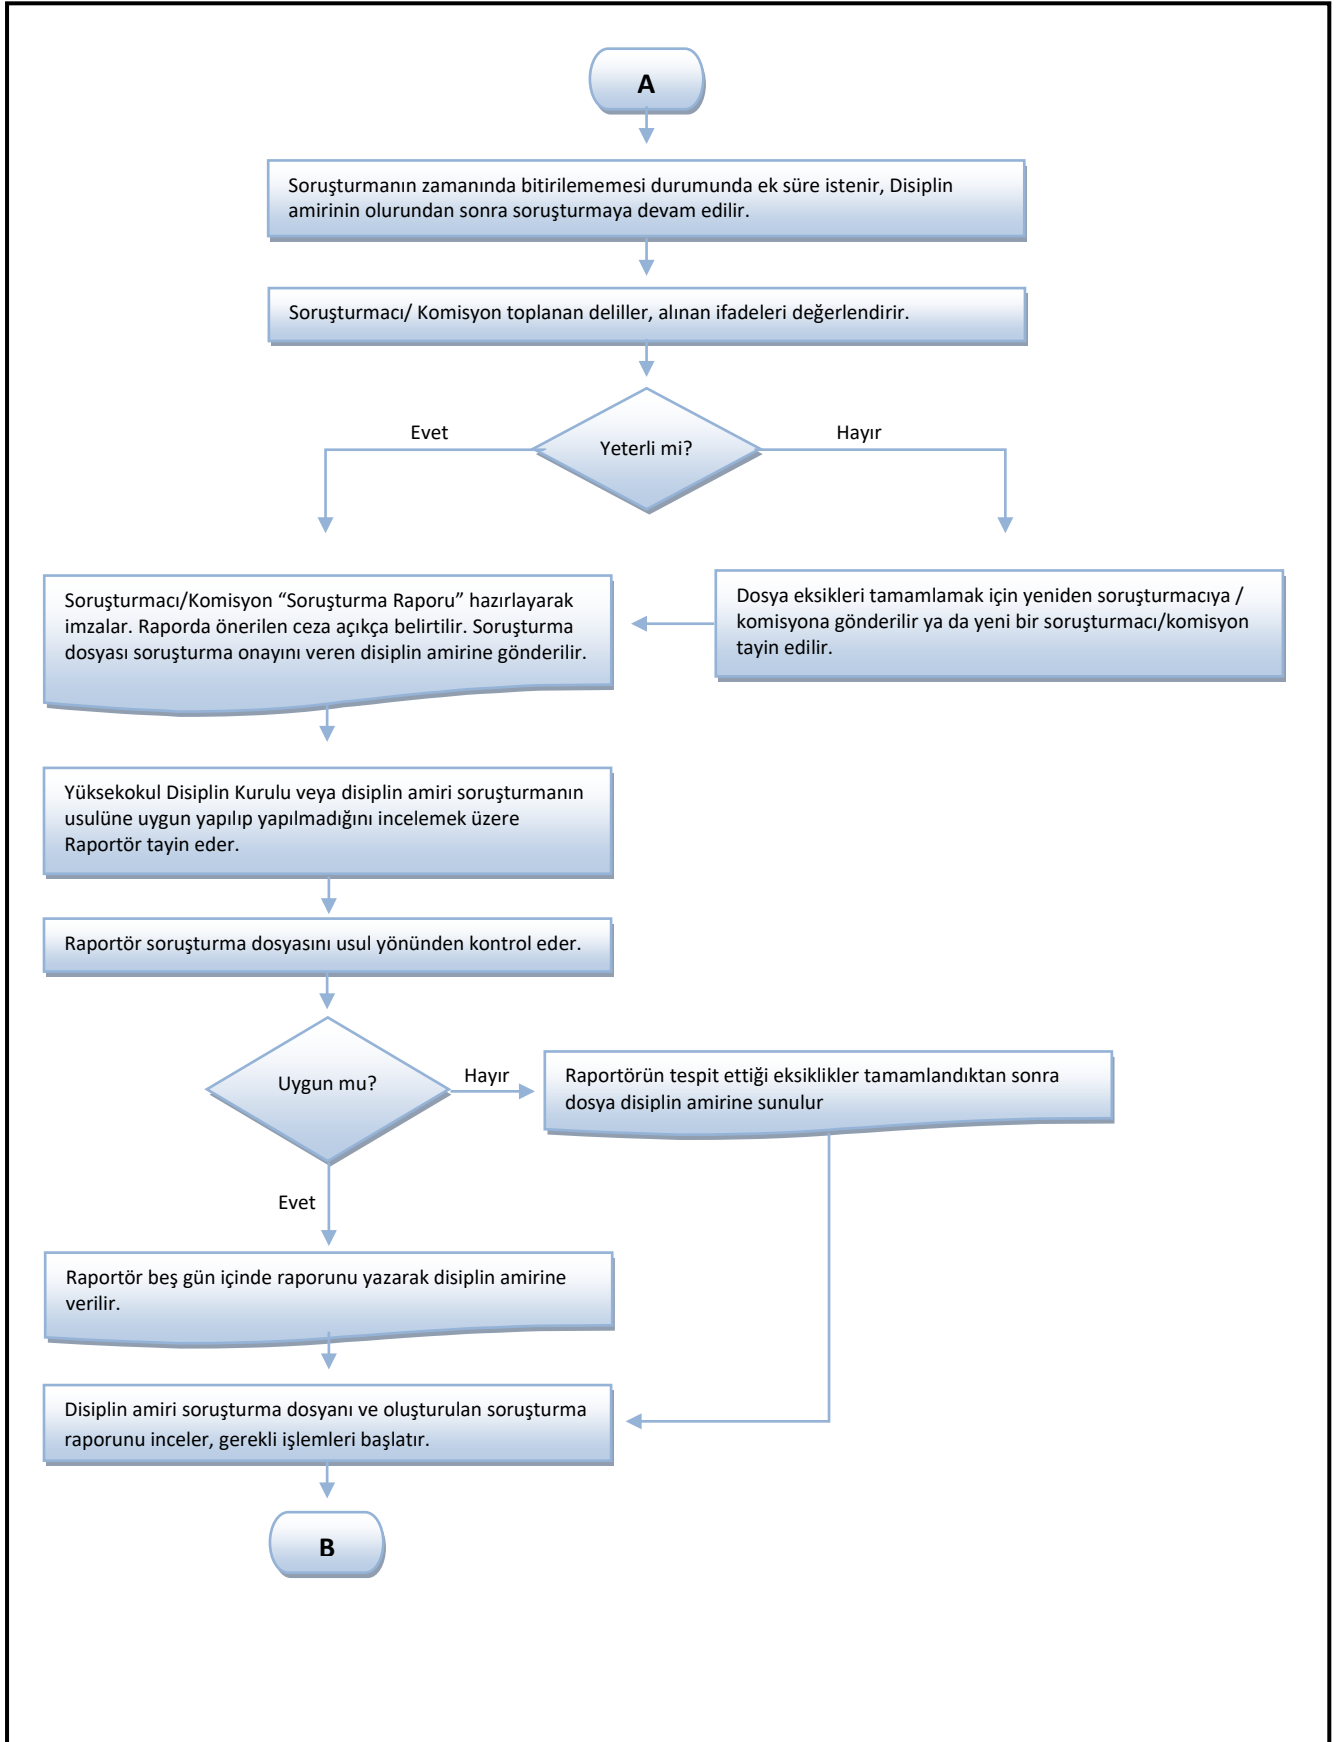 A
Soruşturmanın zamanında bitirilememesi durumunda ek süre istenir, Disiplin
amirinin olurundan sonra soruşturmaya devam edilir.
Soruşturmacı/ Komisyon toplanan deliller, alınan ifadeleri değerlendirir.
Evet
Yeterli mi?
Hayır
Soruşturmacı/Komisyon “Soruşturma Raporu” hazırlayarak
imzalar. Raporda önerilen ceza açıkça belirtilir. Soruşturma
dosyası soruşturma onayını veren disiplin amirine gönderilir.
Dosya eksikleri tamamlamak için yeniden soruşturmacıya /
komisyona gönderilir ya da yeni bir soruşturmacı/komisyon
tayin edilir.
Yüksekokul Disiplin Kurulu veya disiplin amiri soruşturmanın
usulüne uygun yapılıp yapılmadığını incelemek üzere
Raportör tayin eder.
Raportör soruşturma dosyasını usul yönünden kontrol eder.
Uygun mu?
Hayır
Raportörün tespit ettiği eksiklikler tamamlandıktan sonra
dosya disiplin amirine sunulur
Evet
Raportör beş gün içinde raporunu yazarak disiplin amirine
verilir.
Disiplin amiri soruşturma dosyanı ve oluşturulan soruşturma
raporunu inceler, gerekli işlemleri başlatır.
B